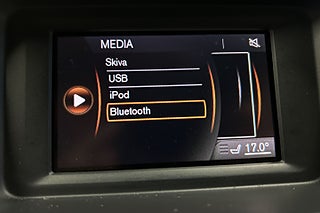 MEDIA
Skiva
USB
iPod
Bluetooth
17.0°